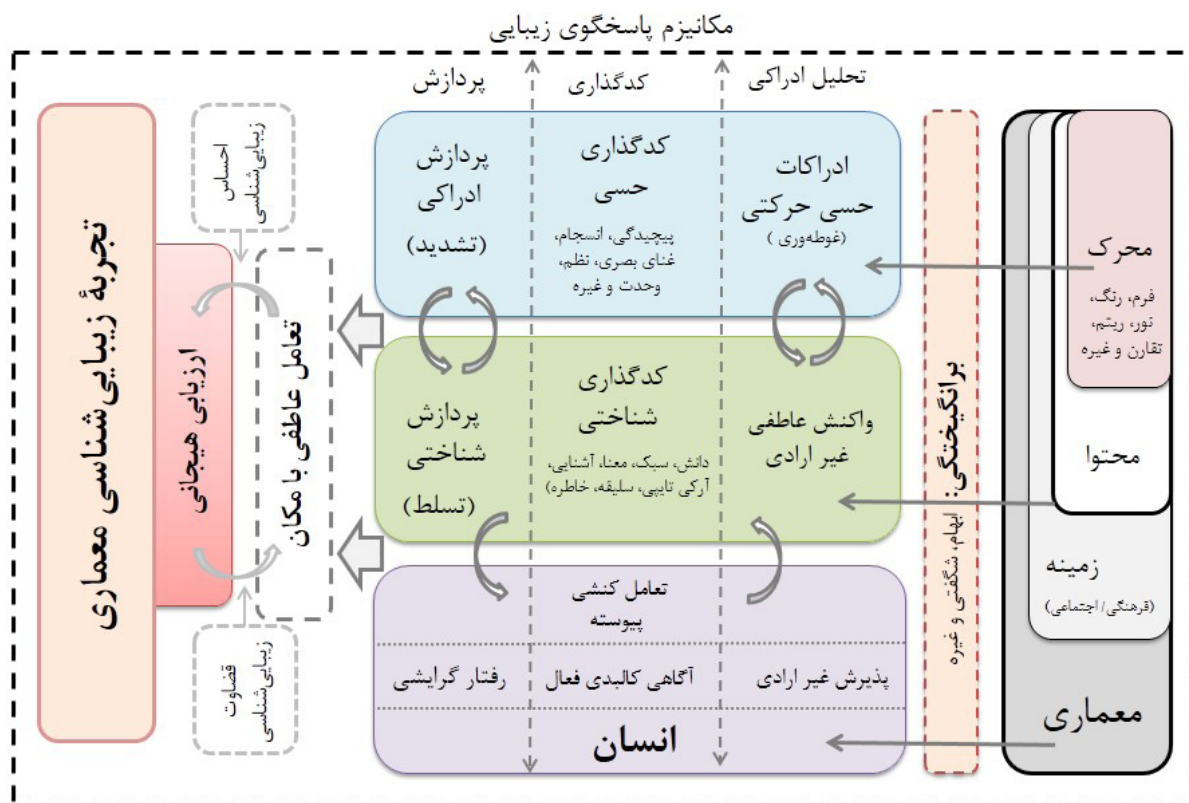 مکانیزم پاسخگوی زیبایی
تحلیل ادراکی
کدگذاری
پردازش
محرک
فرم، رنگ،
نور، ریتم،
تقارن و غیره
محتوا
زمینه
(فرهنگی/ اجتماعی)
معماری
برانگیختگی: ابهام، شگفتی و غیره
ادراکات
حسی حرکتی
(غوطه‌وری )
کدگذاری
حسی
پیچیدگی، انسجام،
غنای بصری، نظم،
وحدت و غیره
پردازش
ادراکی
(تشدید)
واکنش عاطفی
غیر ارادی
کدگذاری
شناختی
دانش، سبک، معنا، آشنایی،
آرکی تایپی، سلیقه، خاطره)
پردازش
شناختی
(تسلط)
تعامل کنشی
پیوسته
پذیرش غیر ارادی
آگاهی کالبدی فعال
رفتار گرایشی
انسان
تعامل عاطفی با مکان
ارزیابی هیجانی
احساس
زیبایی‌شناسی
قضاوت
زیبایی‌شناسی
تجربهٔ زیبایی‌شناسی معماری